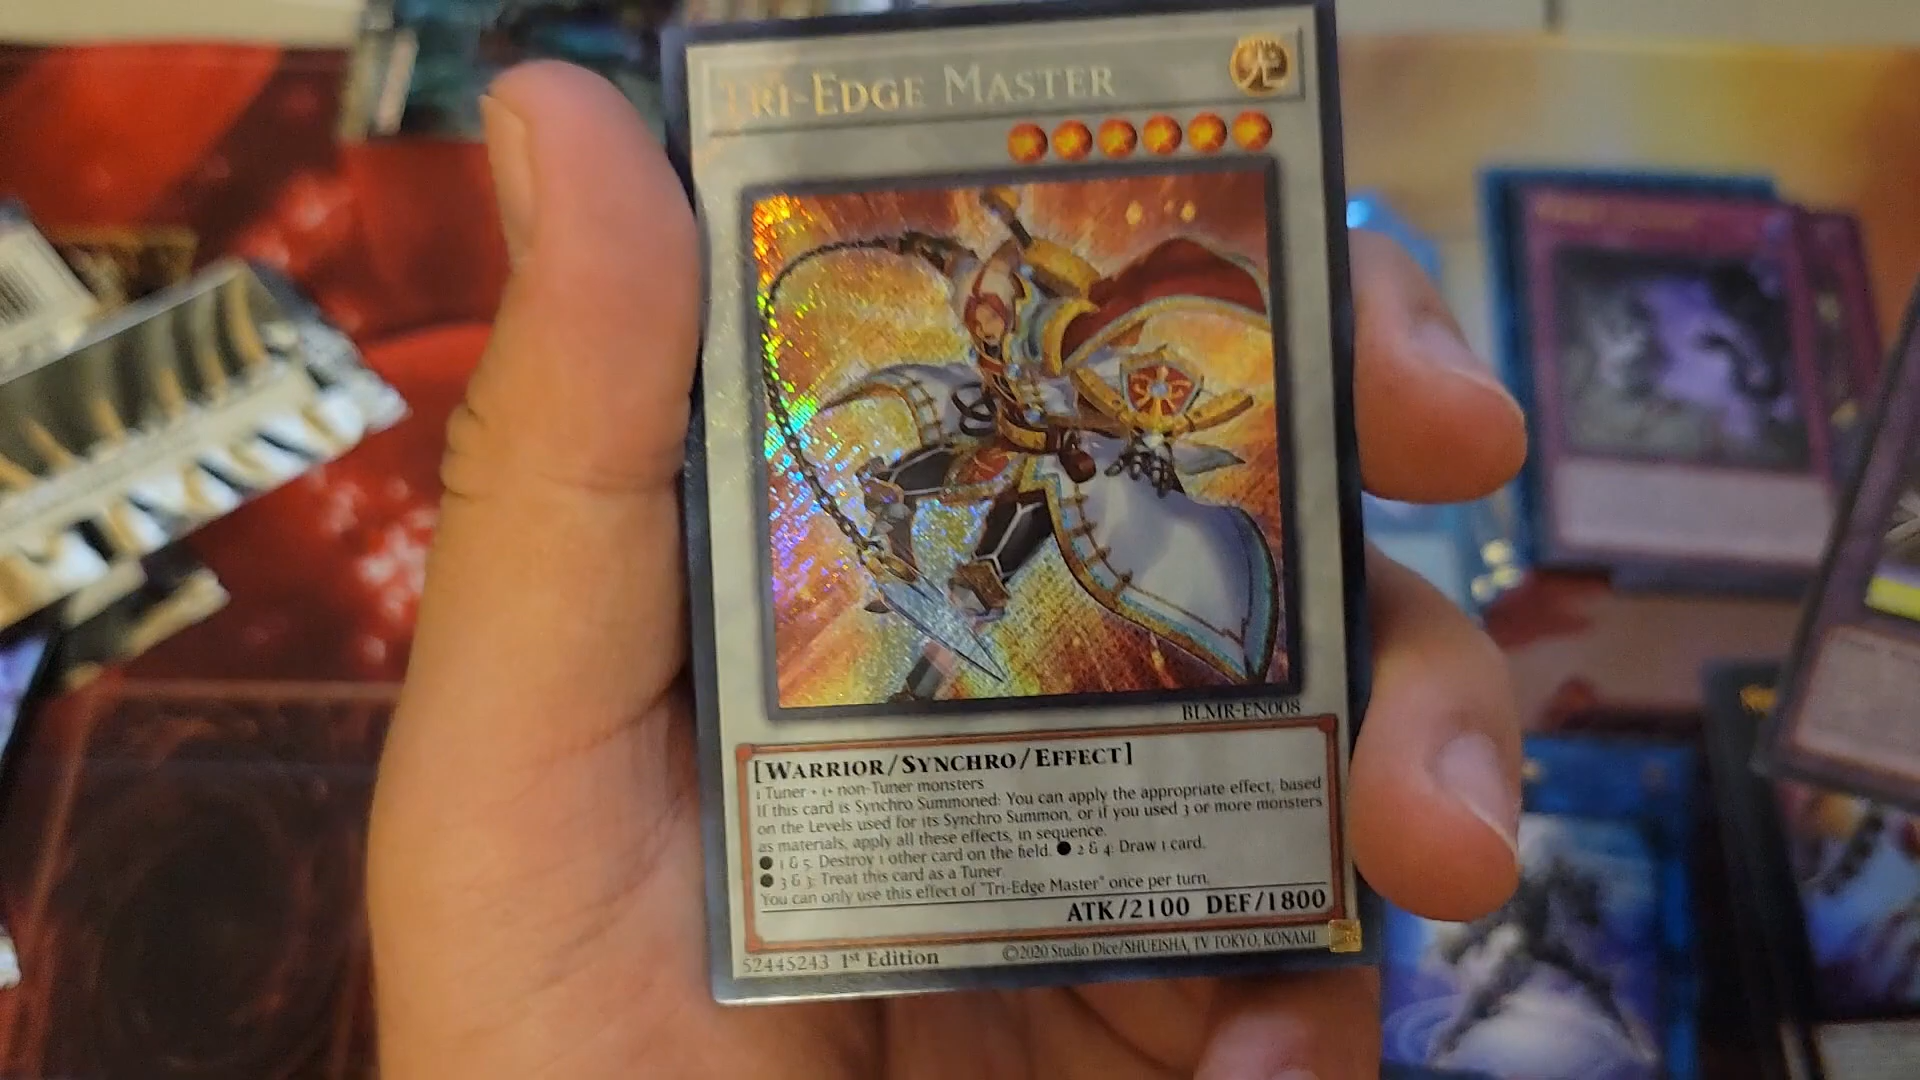 Tri-Edge Master
光
BLMR-EN008
[Warrior/Synchro/Effect]
1 Tuner + 1+ non-Tuner monsters
If this card is Synchro Summoned: You can apply the appropriate effect, based
on the Levels used for its Synchro Summon, or if you used 3 or more monsters
as materials, apply all these effects, in sequence.
● 1 & 5: Destroy 1 other card on the field. ● 2 & 4: Draw 1 card.
● 3 & 3: Treat this card as a Tuner.
You can only use this effect of "Tri-Edge Master" once per turn.
ATK/2100 DEF/1800
52445243 1st Edition ©2020 Studio Dice/SHUEISHA, TV TOKYO, KONAMI